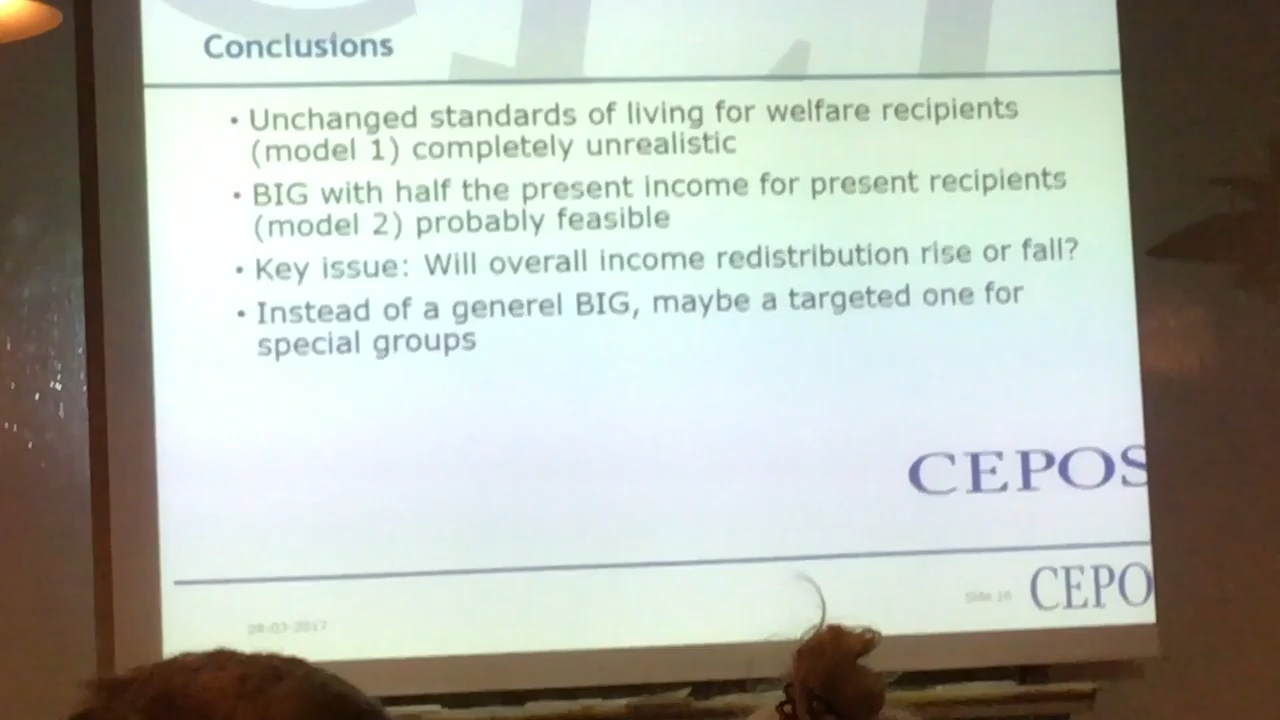 Conclusions
• Unchanged standards of living for welfare recipients
(model 1) completely unrealistic
• BIG with half the present income for present recipients
(model 2) probably feasible
• Key issue: Will overall income redistribution rise or fall?
• Instead of a generel BIG, maybe a targeted one for
special groups
CEPOS
Slide 16
CEPO